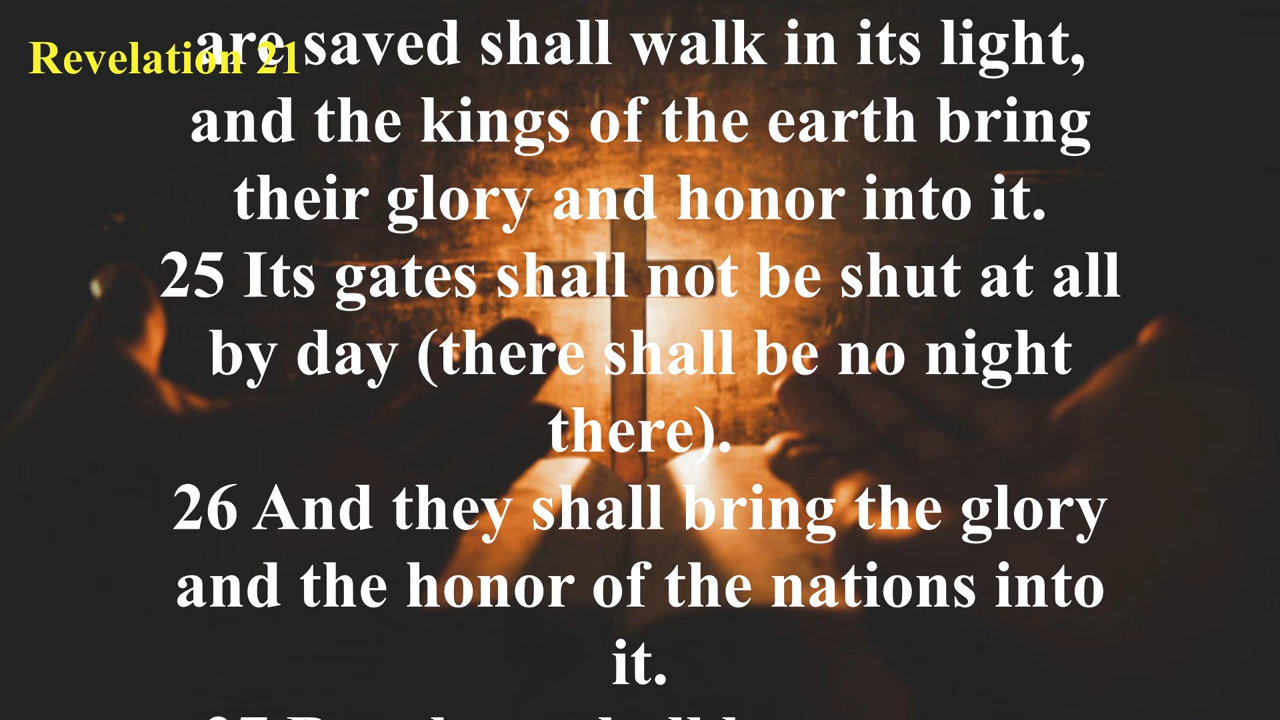 Revelation 21
are saved shall walk in its light,
and the kings of the earth bring
their glory and honor into it.
25 Its gates shall not be shut at all
by day (there shall be no night
there).
26 And they shall bring the glory
and the honor of the nations into
it.